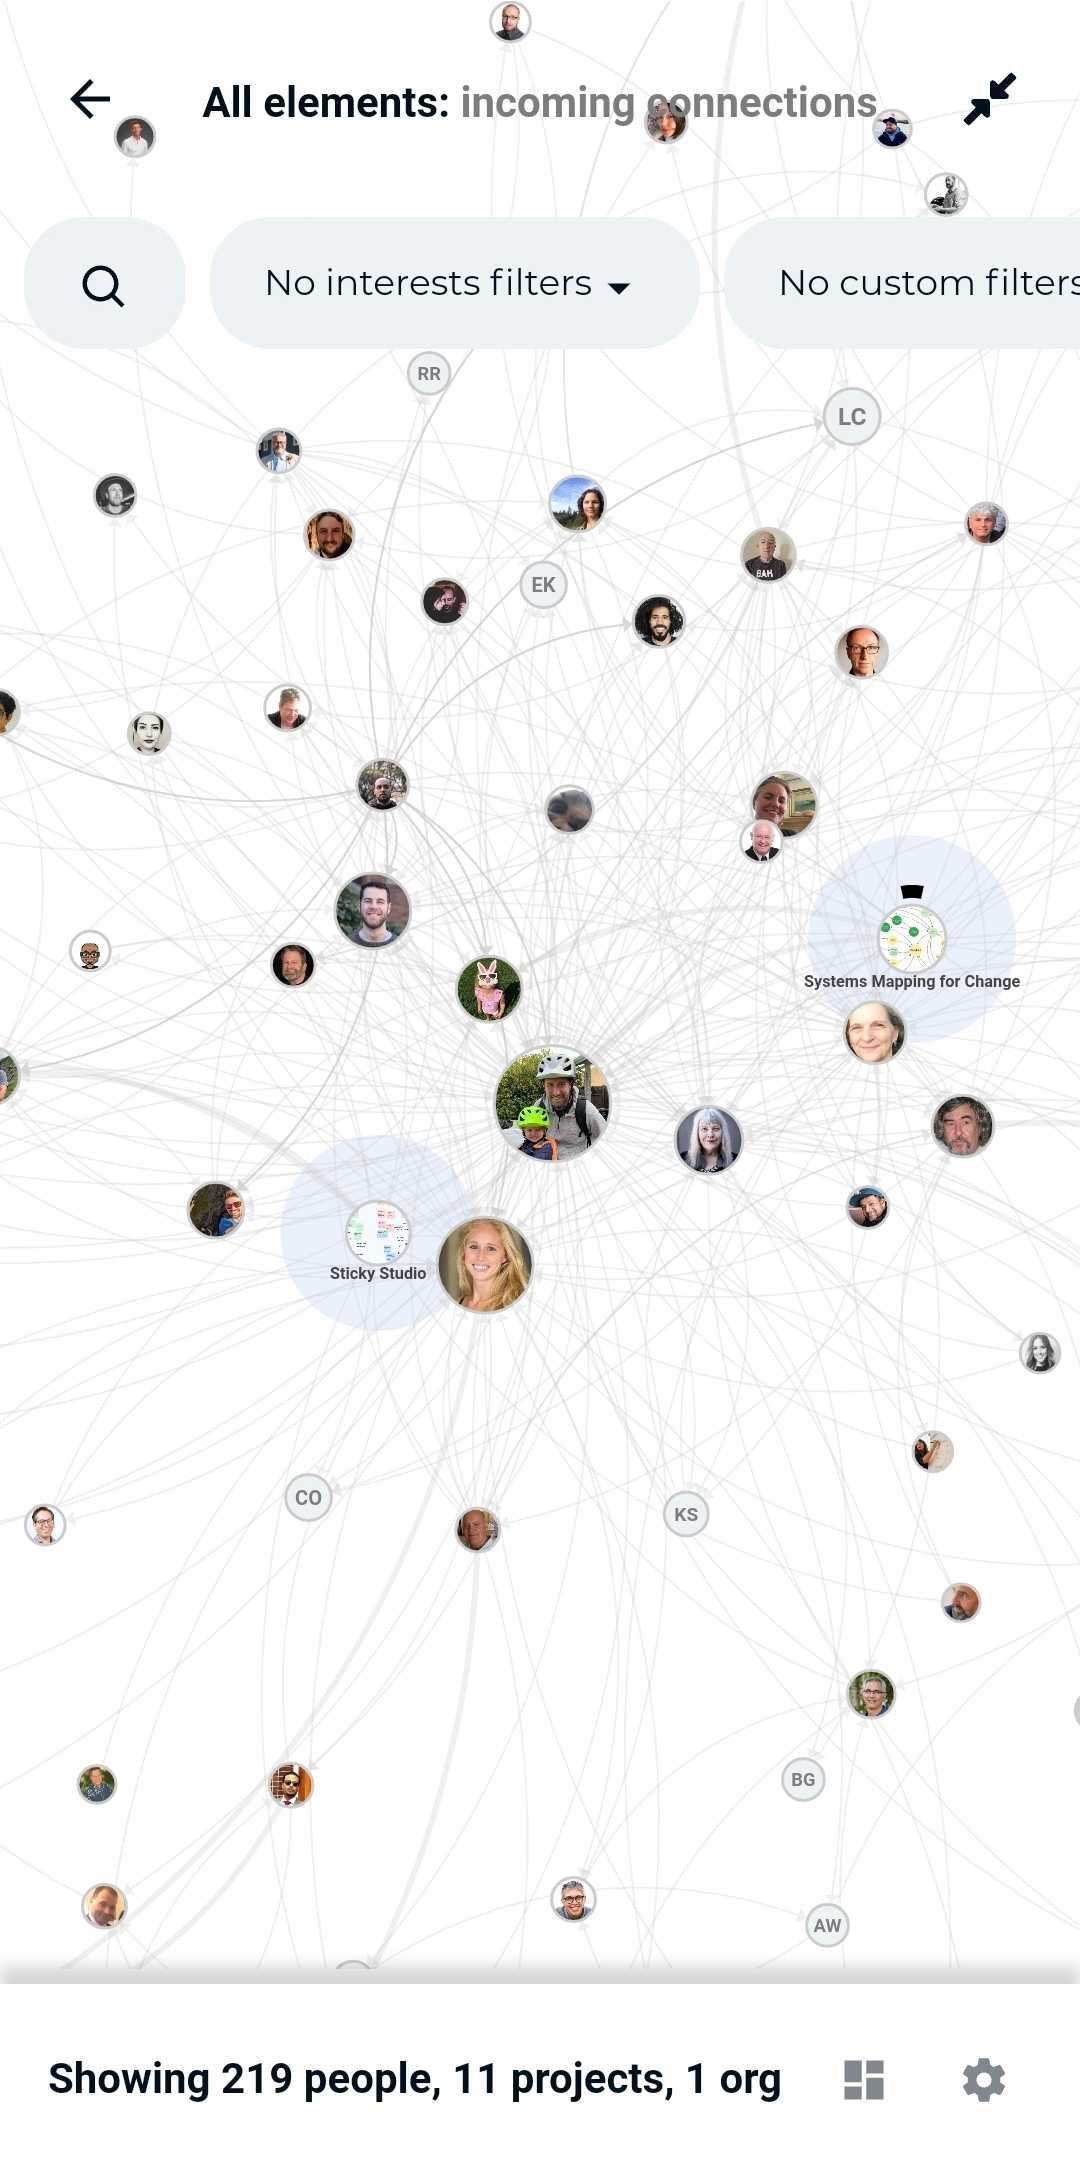 All elements: incoming connections
No interests filters
No custom filters
RR
LC
EK
BAH
Systems Mapping for Change
Sticky Studio
CO
KS
BG
AW
Showing 219 people, 11 projects, 1 org